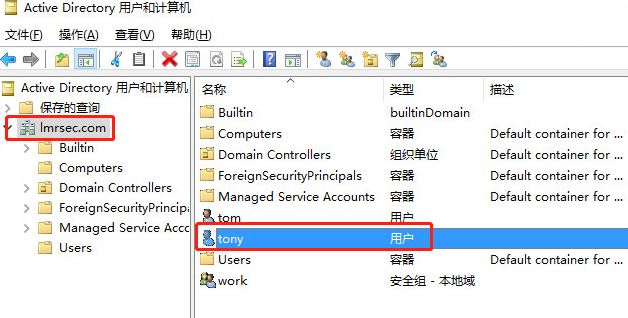 Active Directory 用户和计算机
文件(F) 操作(A) 查看(V) 帮助(H)
Active Directory 用户和计算机
保存的查询
lmrsec.com
Builtin
Computers
Domain Controllers
ForeignSecurityPrincipa
Managed Service Acco
Users
名称 类型 描述
Builtin builtinDomain
Computers 容器 Default container for ...
Domain Controllers 组织单位 Default container for ...
ForeignSecurityPrincipals 容器 Default container for ...
Managed Service Accounts 容器 Default container for ...
tom 用户
tony 用户
Users 容器 Default container for ...
work 安全组 - 本地域